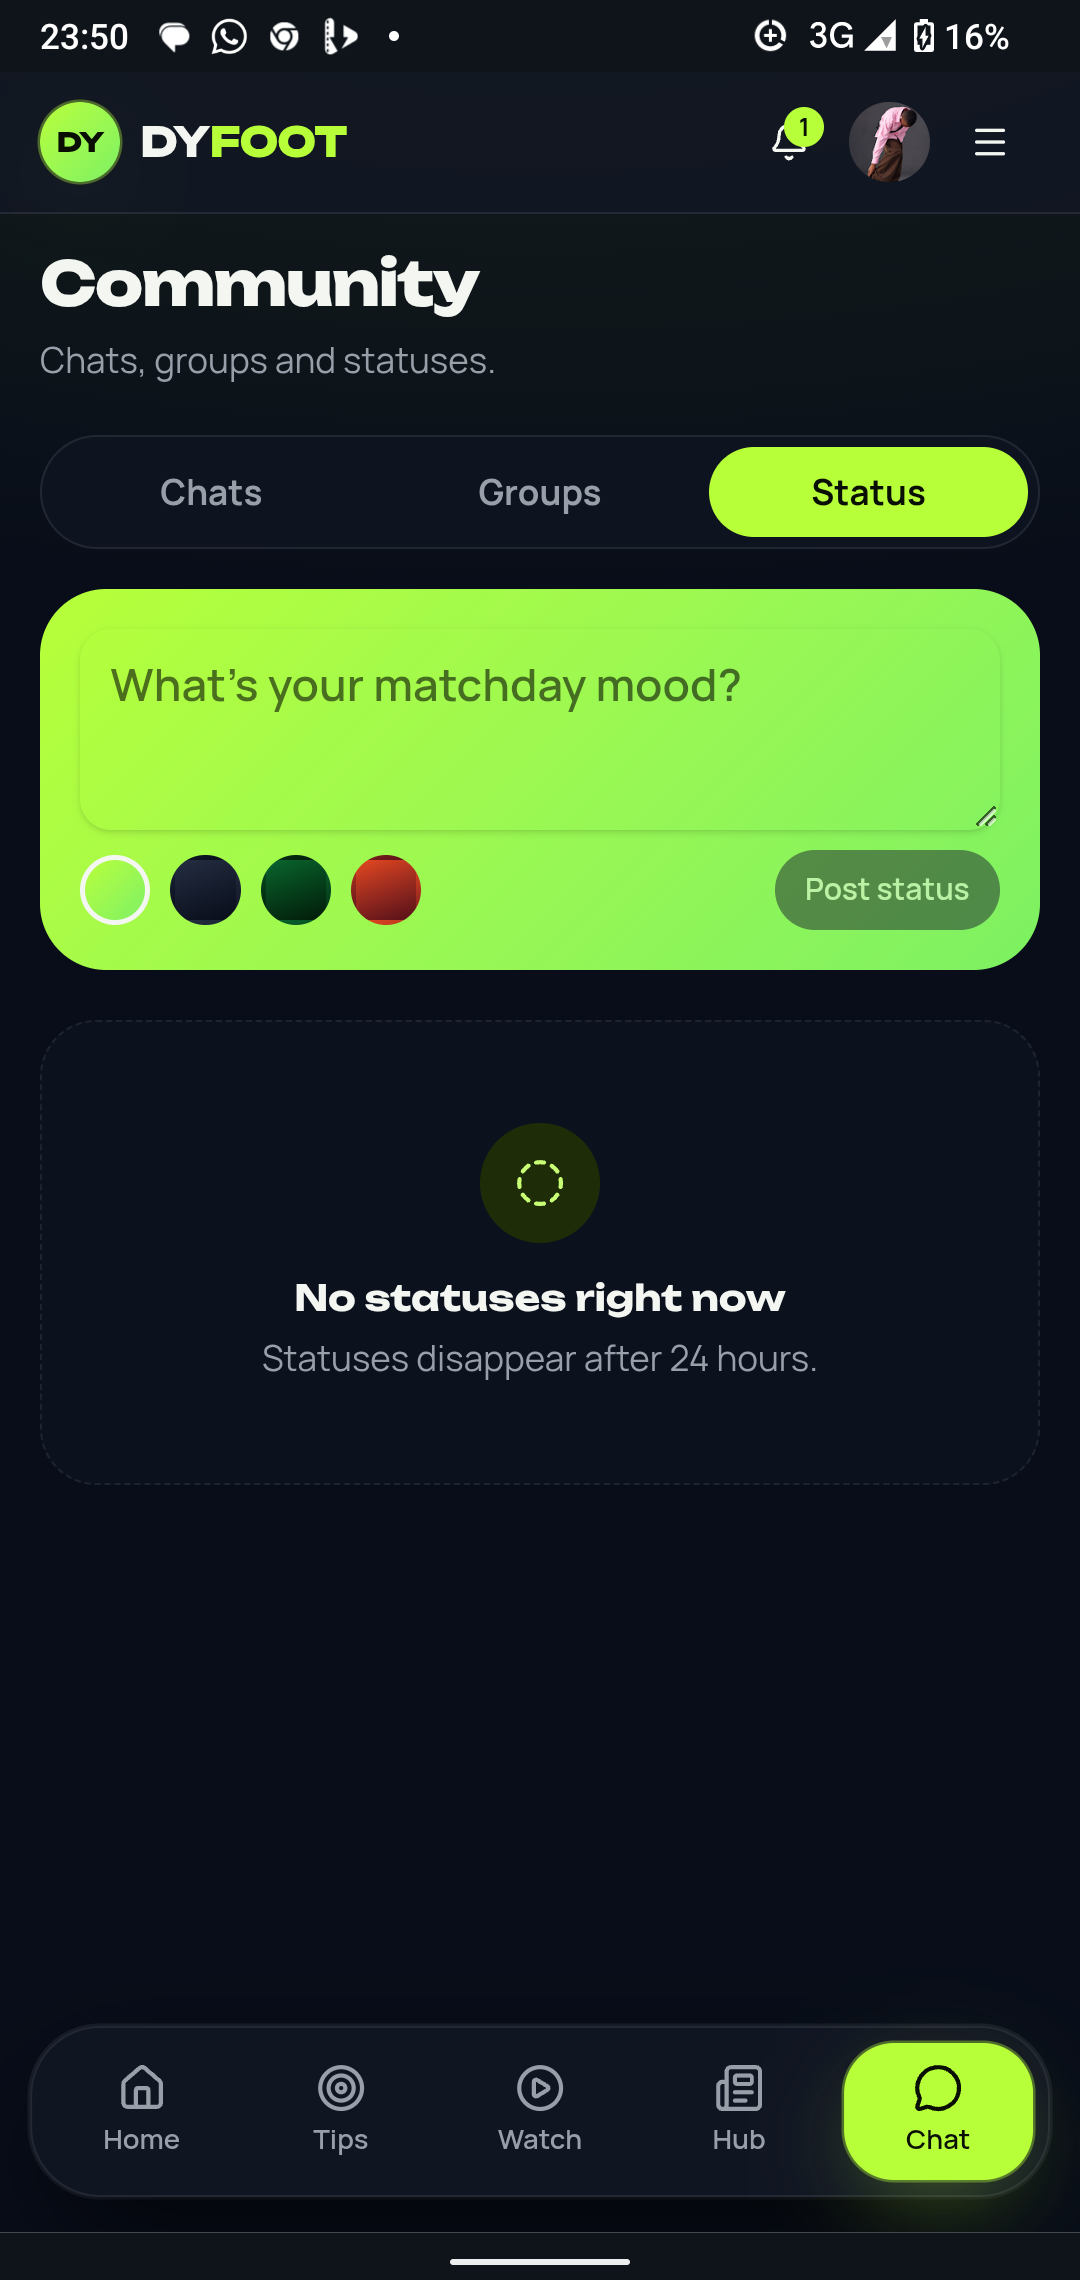 23:50
3G
16%
DY
DYFOOT
1
Community
Chats, groups and statuses.
Chats
Groups
Status
What's your matchday mood?
Post status
No statuses right now
Statuses disappear after 24 hours.
Home
Tips
Watch
Hub
Chat